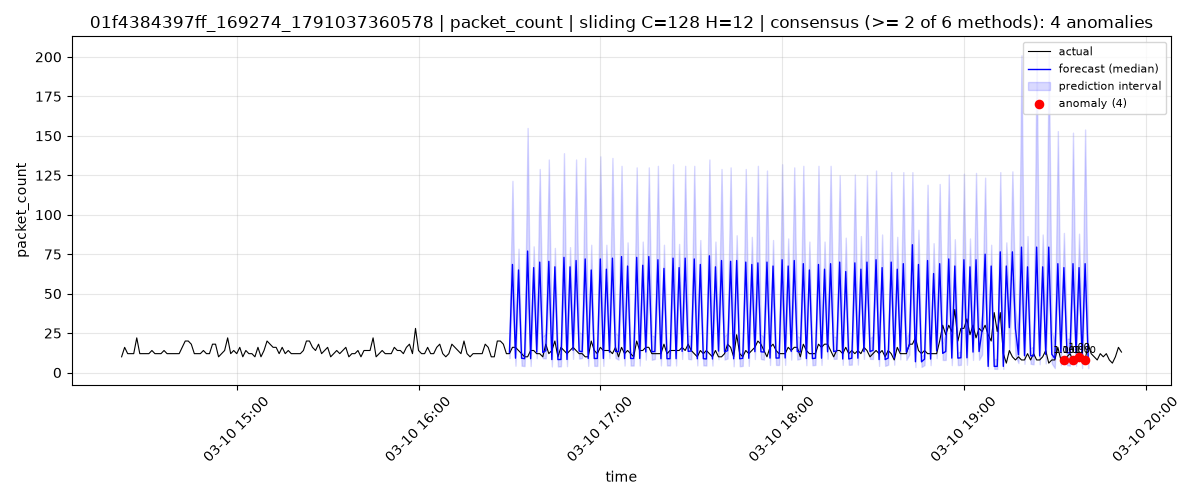 01f4384397ff_169274_1791037360578 | packet_count | sliding C=128 H=12 | consensus (>= 2 of 6 methods): 4 anomalies
packet_count
200
175
150
125
100
75
50
25
0
actual
forecast (median)
prediction interval
anomaly (4)
03-10 15:00
03-10 16:00
03-10 17:00
03-10 18:00
03-10 19:00
03-10 20:00
time